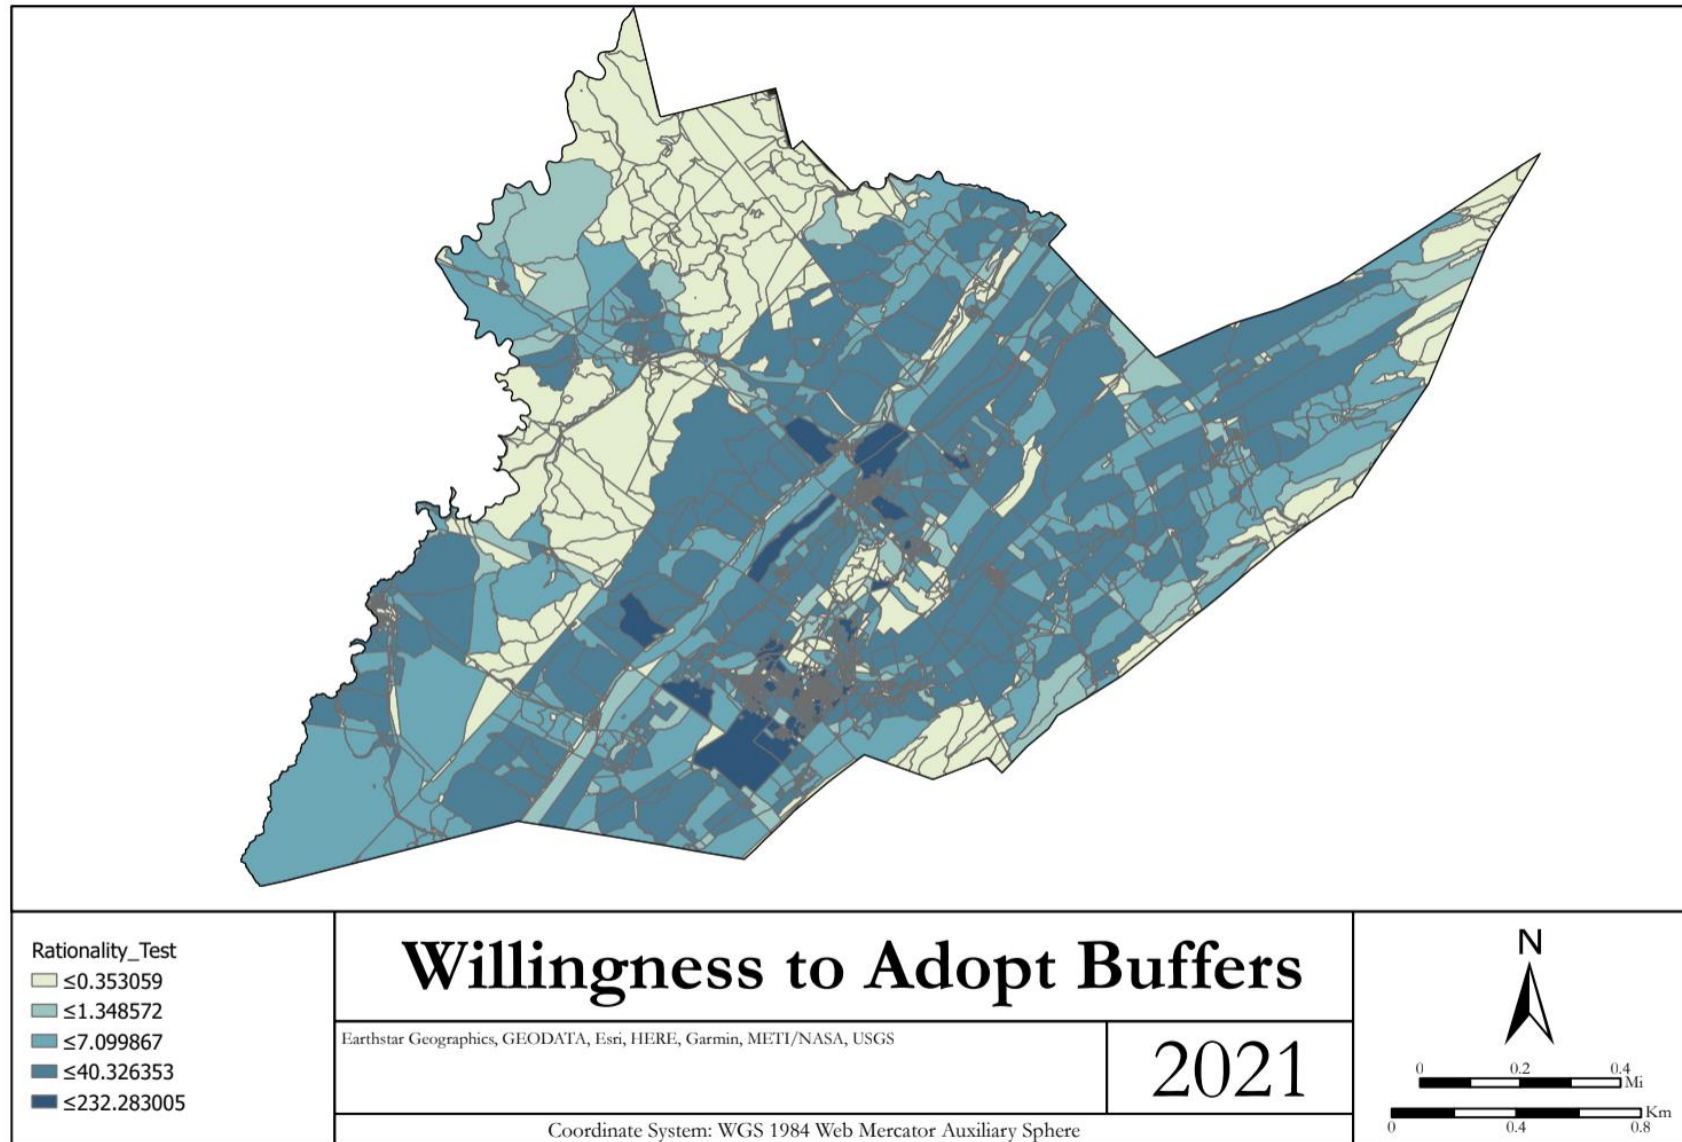 Rationality_Test
≤0.353059
≤1.348572
≤7.099867
≤40.326353
≤232.283005
Willingness to Adopt Buffers
Earthstar Geographics, GEODATA, Esri, HERE, Garmin, METI/NASA, USGS
2021
Coordinate System: WGS 1984 Web Mercator Auxiliary Sphere
N
0 0.2 0.4
Mi
Km
0 0.4 0.8